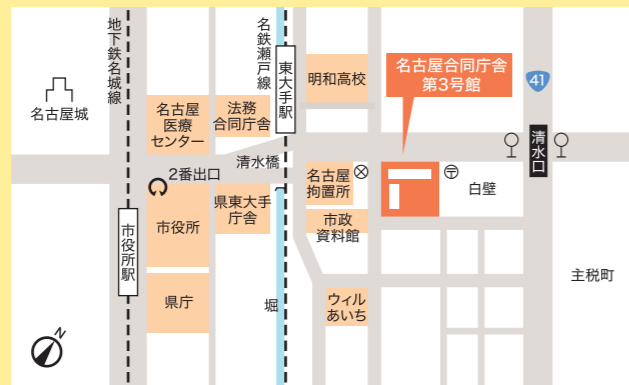 地下鉄名城線
名鉄瀬戸線
東大手駅
明和高校
名古屋合同庁舎
第3号館
41
名古屋城
名古屋
医療
センター
法務
合同庁舎
清水橋
清水口
2番出口
名古屋
拘置所
白壁
市役所
県東大手
庁舎
市政
資料館
市役所駅
主税町
県庁
堀
ウィル
あいち
N